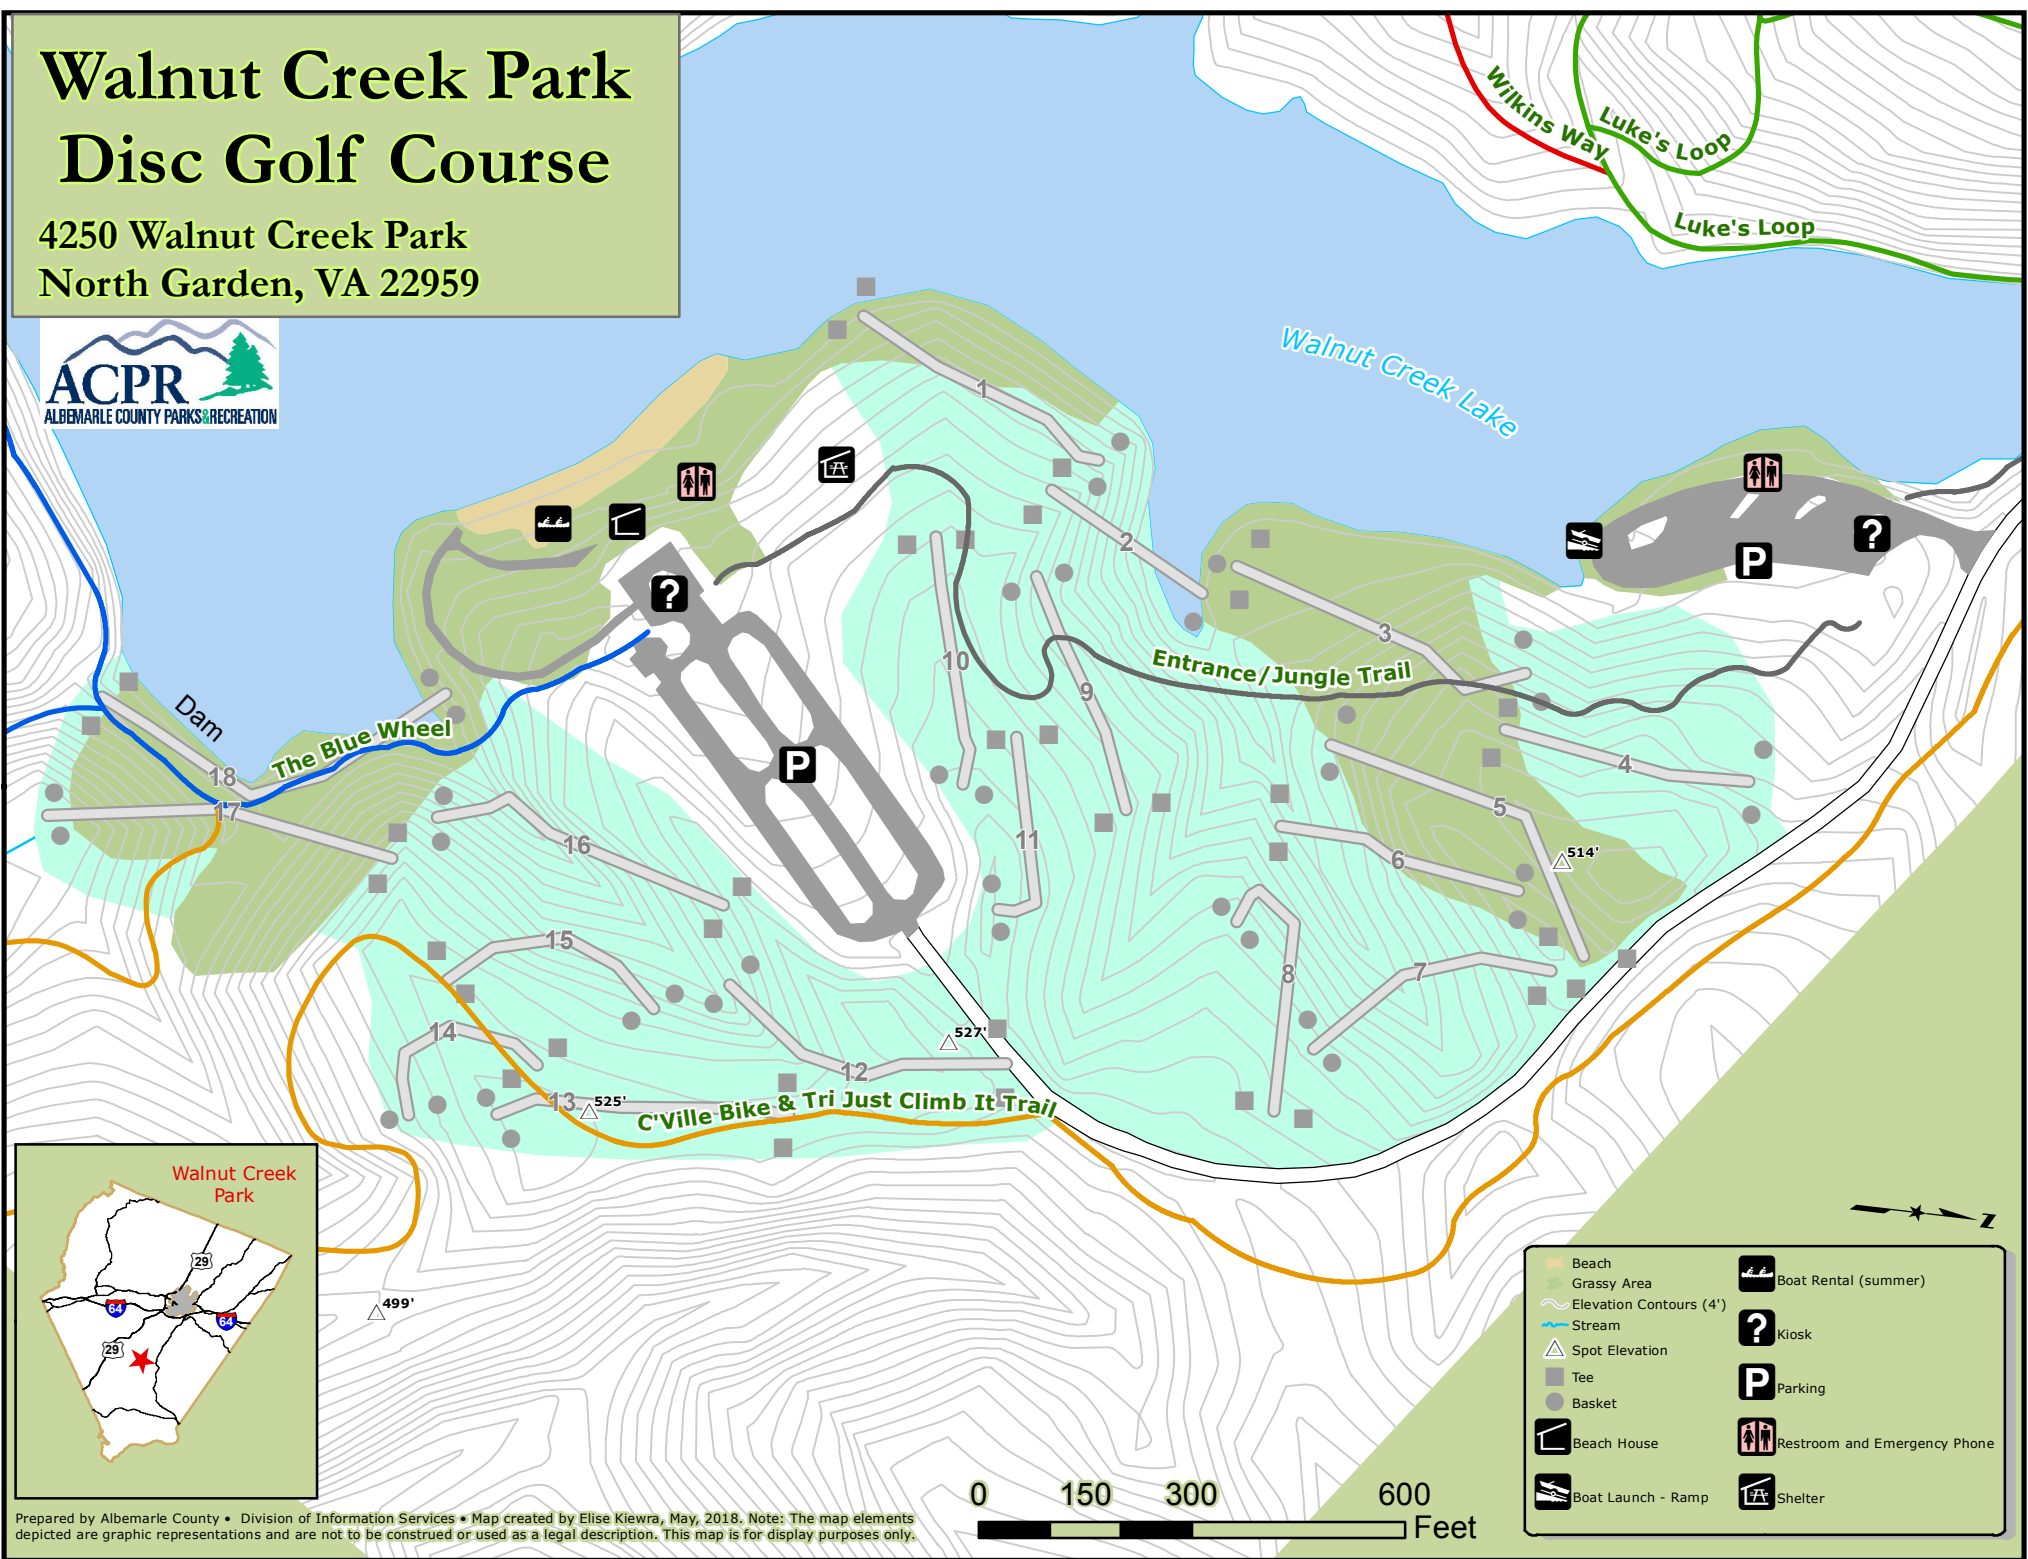 Walnut Creek Park
Disc Golf Course
4250 Walnut Creek Park
North Garden, VA 22959
ACPR
ALBEMARLE COUNTY PARKS&RECREATION
Wilkins Way
Luke's Loop
Luke's Loop
Walnut Creek Lake
1
2
3
4
5
6
7
8
9
10
11
12
13
14
15
16
17
18
?
?
P
P
Dam
The Blue Wheel
Entrance/Jungle Trail
C'Ville Bike & Tri Just Climb It Trail
514'
527'
525'
499'
Walnut Creek
Park
29
64
64
29
Z
Beach
Grassy Area
Elevation Contours (4')
Stream
Spot Elevation
Tee
Basket
Beach House
Boat Launch - Ramp
Boat Rental (summer)
? Kiosk
P Parking
Restroom and Emergency Phone
Shelter
0 150 300 600
Feet
Prepared by Albemarle County • Division of Information Services • Map created by Elise Kiewra, May, 2018. Note: The map elements
depicted are graphic representations and are not to be construed or used as a legal description. This map is for display purposes only.